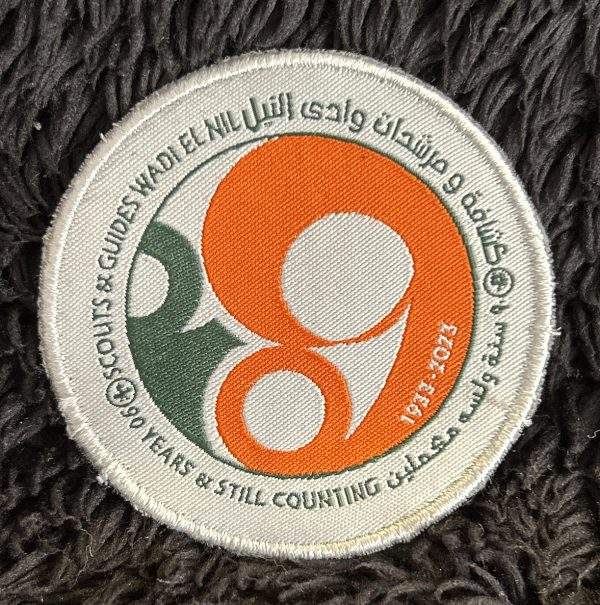 كشافة و مرشدات وادى النيل
٩٠ سنة ولسه مكملين
SCOUTS & GUIDES WADI EL NIL
90 YEARS & STILL COUNTING
1933-2023